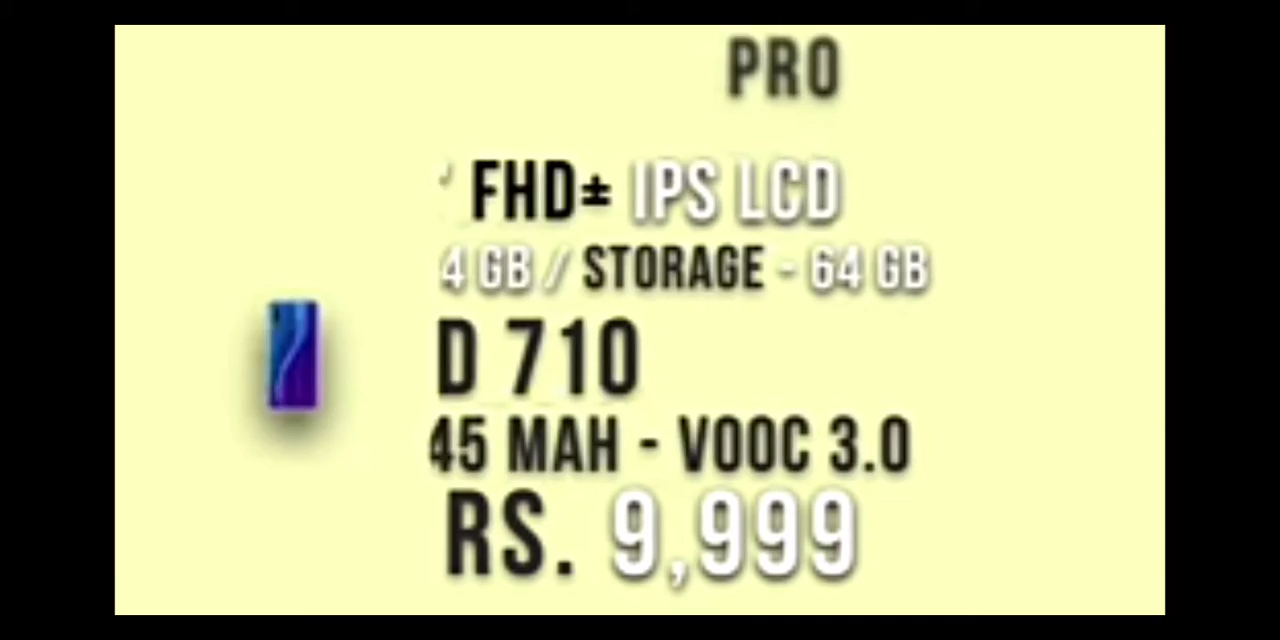 PRO
' FHD± IPS LCD
4 GB / STORAGE - 64 GB
D 710
45 MAH - VOOC 3.0
RS. 9,999